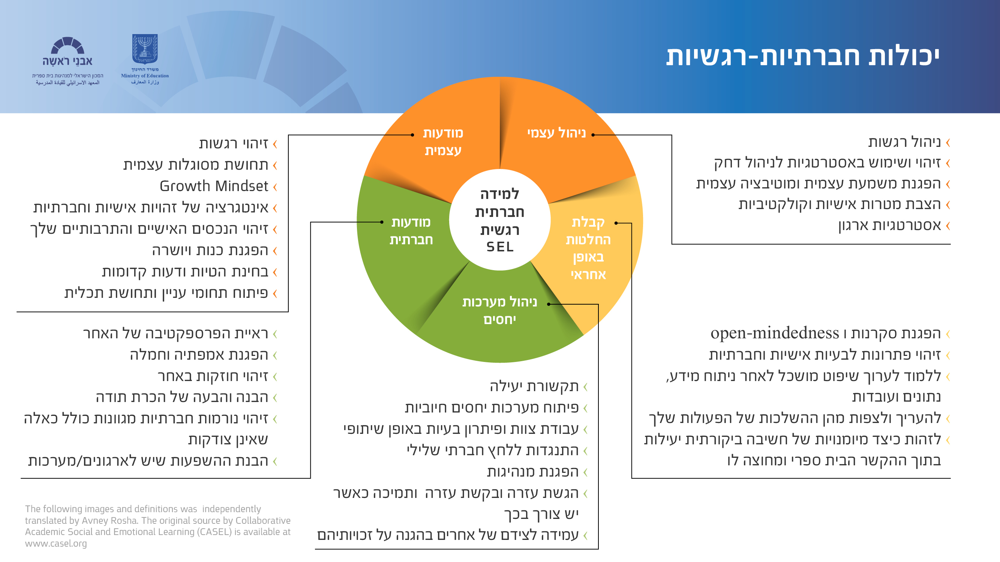 יכולות חברתיות-רגשיות
משרד החינוך
Ministry of Education
وزارة المعارف
אבני ראשה
המכון הישראלי למנהיגות בית ספרית
المعهد الاسرائيلي للقيادة المدرسية
למידה
חברתית
רגשית
SEL
ניהול עצמי
› ניהול רגשות
› זיהוי ושימוש באסטרטגיות לניהול דחק
› הפגנת משמעת עצמית ומוטיבציה עצמית
› הצבת מטרות אישיות וקולקטיביות
› אסטרטגיות ארגון
קבלת
החלטות
באופן
אחראי
› הפגנת סקרנות ו open-mindedness
› זיהוי פתרונות לבעיות אישיות וחברתיות
› ללמוד לערוך שיפוט מושכל לאחר ניתוח מידע,
נתונים ועובדות
› להעריך ולצפות מהן ההשלכות של הפעולות שלך
› לזהות כיצד מיומנויות של חשיבה ביקורתית יעילות
בתוך ההקשר הבית ספרי ומחוצה לו
ניהול מערכות
יחסים
› תקשורת יעילה
› פיתוח מערכות יחסים חיוביות
› עבודת צוות ופיתרון בעיות באופן שיתופי
› התנגדות ללחץ חברתי שלילי
› הפגנת מנהיגות
› הגשת עזרה ובקשת עזרה  ותמיכה כאשר
יש צורך בכך
› עמידה לצידם של אחרים בהגנה על זכויותיהם
מודעות
עצמית
› זיהוי רגשות
› תחושת מסוגלות עצמית
› Growth Mindset
› אינטגרציה של זהויות אישיות וחברתיות
› זיהוי הנכסים האישיים והתרבותיים שלך
› הפגנת כנות ויושרה
› בחינת הטיות ודעות קדומות
› פיתוח תחומי עניין ותחושת תכלית
מודעות
חברתית
› ראיית הפרספקטיבה של האחר
› הפגנת אמפתיה וחמלה
› זיהוי חוזקות באחר
› הבנה והבעה של הכרת תודה
› זיהוי נורמות חברתיות מגוונות כולל כאלה
שאינן צודקות
› הבנת ההשפעות שיש לארגונים/מערכות
The following images and definitions was  independently
translated by Avney Rosha. The original source by Collaborative
Academic Social and Emotional Learning (CASEL) is available at
www.casel.org